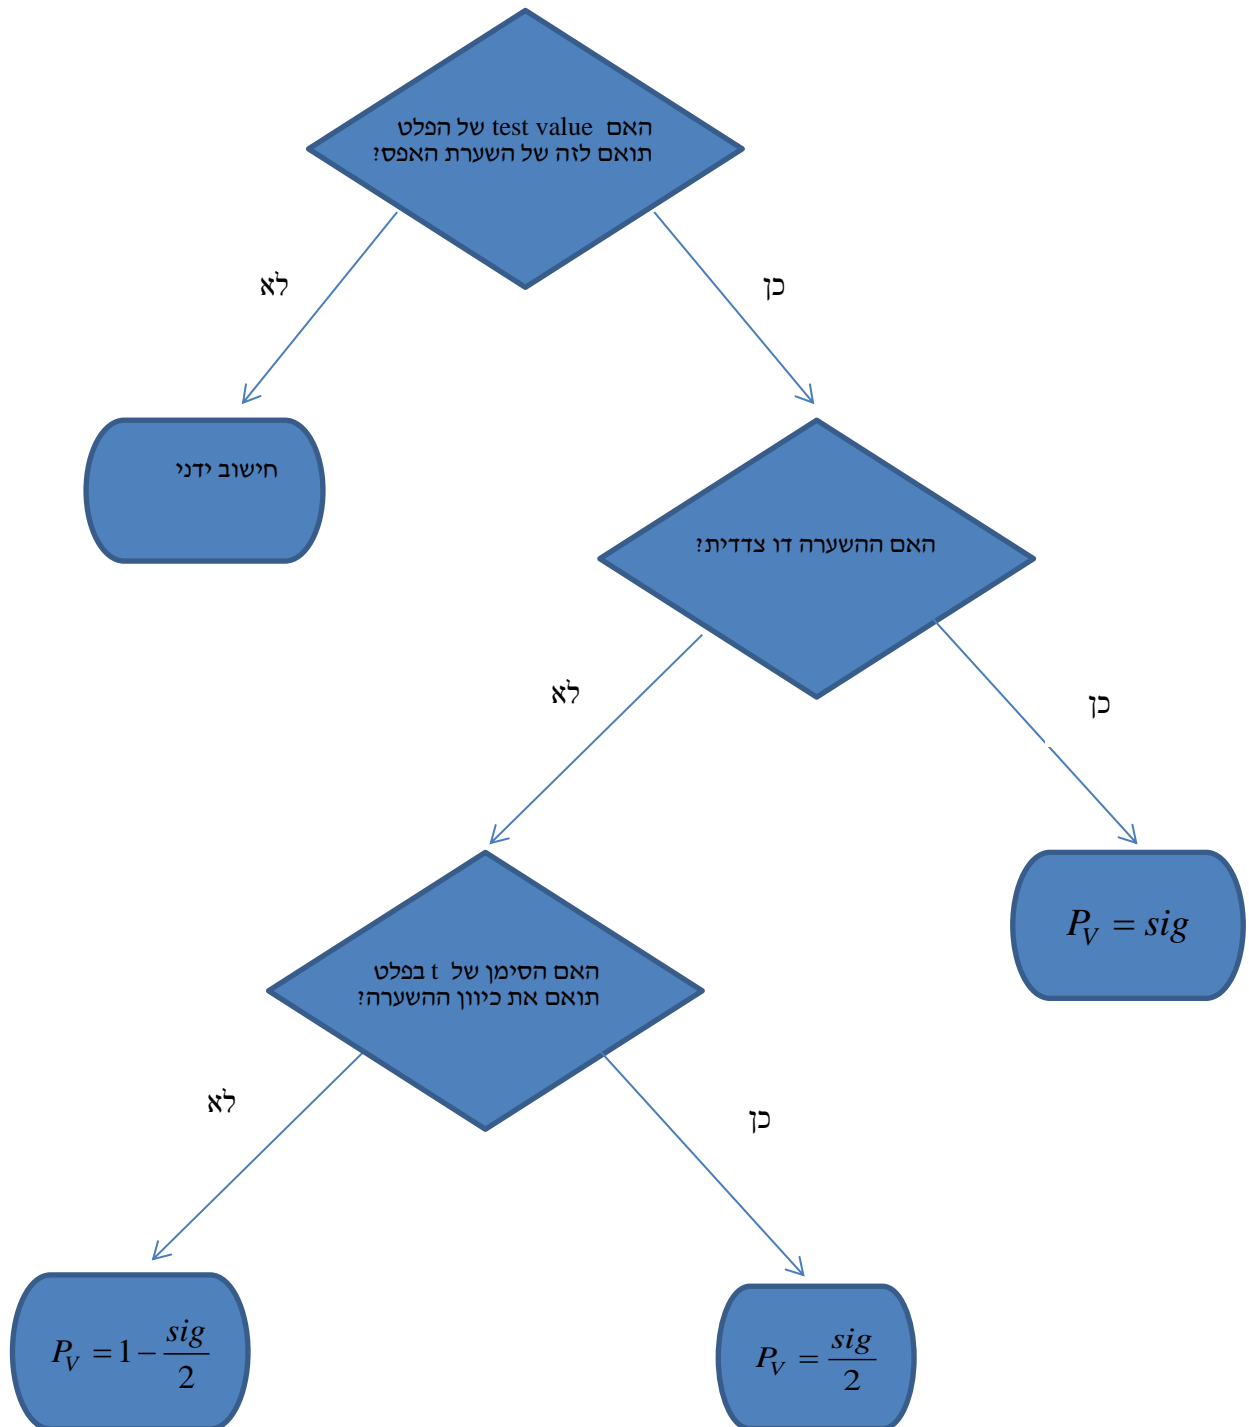 האם test value של הפלט
תואם לזה של השערת האפס?
לא
כן
חישוב ידני
האם ההשערה דו צדדית?
לא
כן
P_V = sig
האם הסימן של t בפלט
תואם את כיוון ההשערה?
לא
כן
P_V = 1 - sig/2
P_V = sig/2